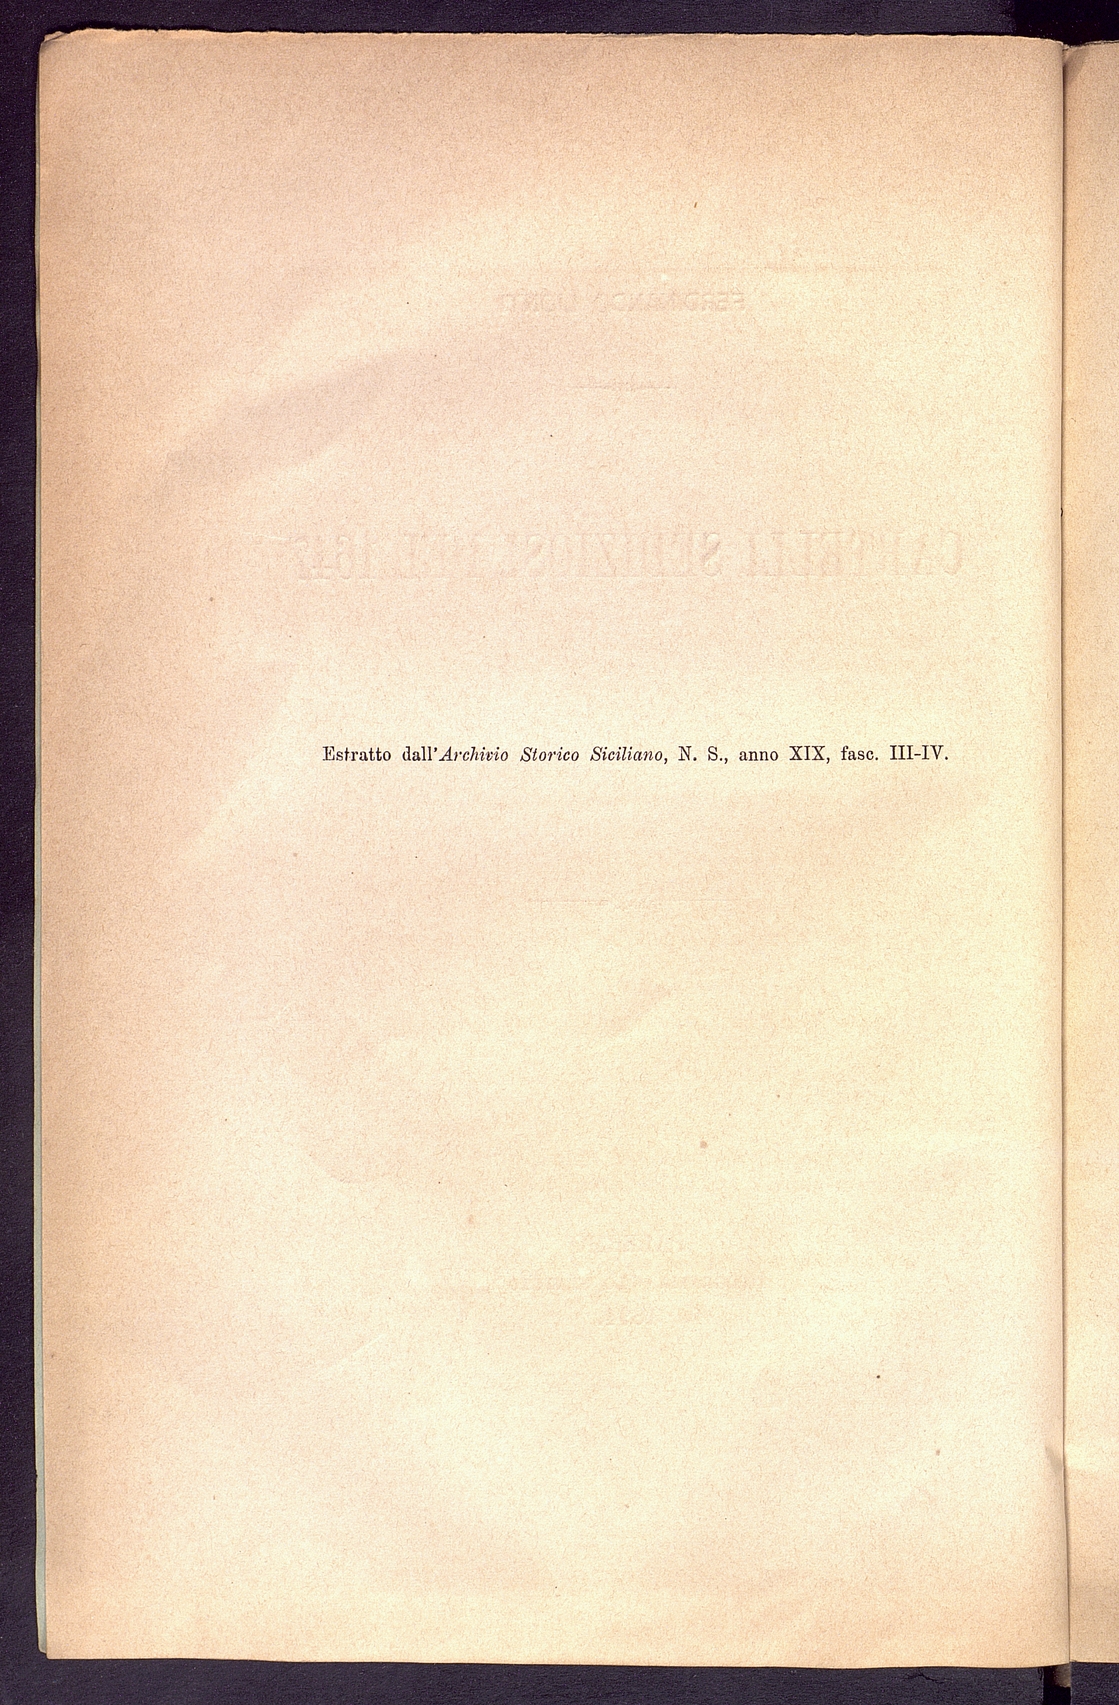 Estratto dall'Archivio Storico Siciliano, N. S., anno XIX, fasc. III-IV.